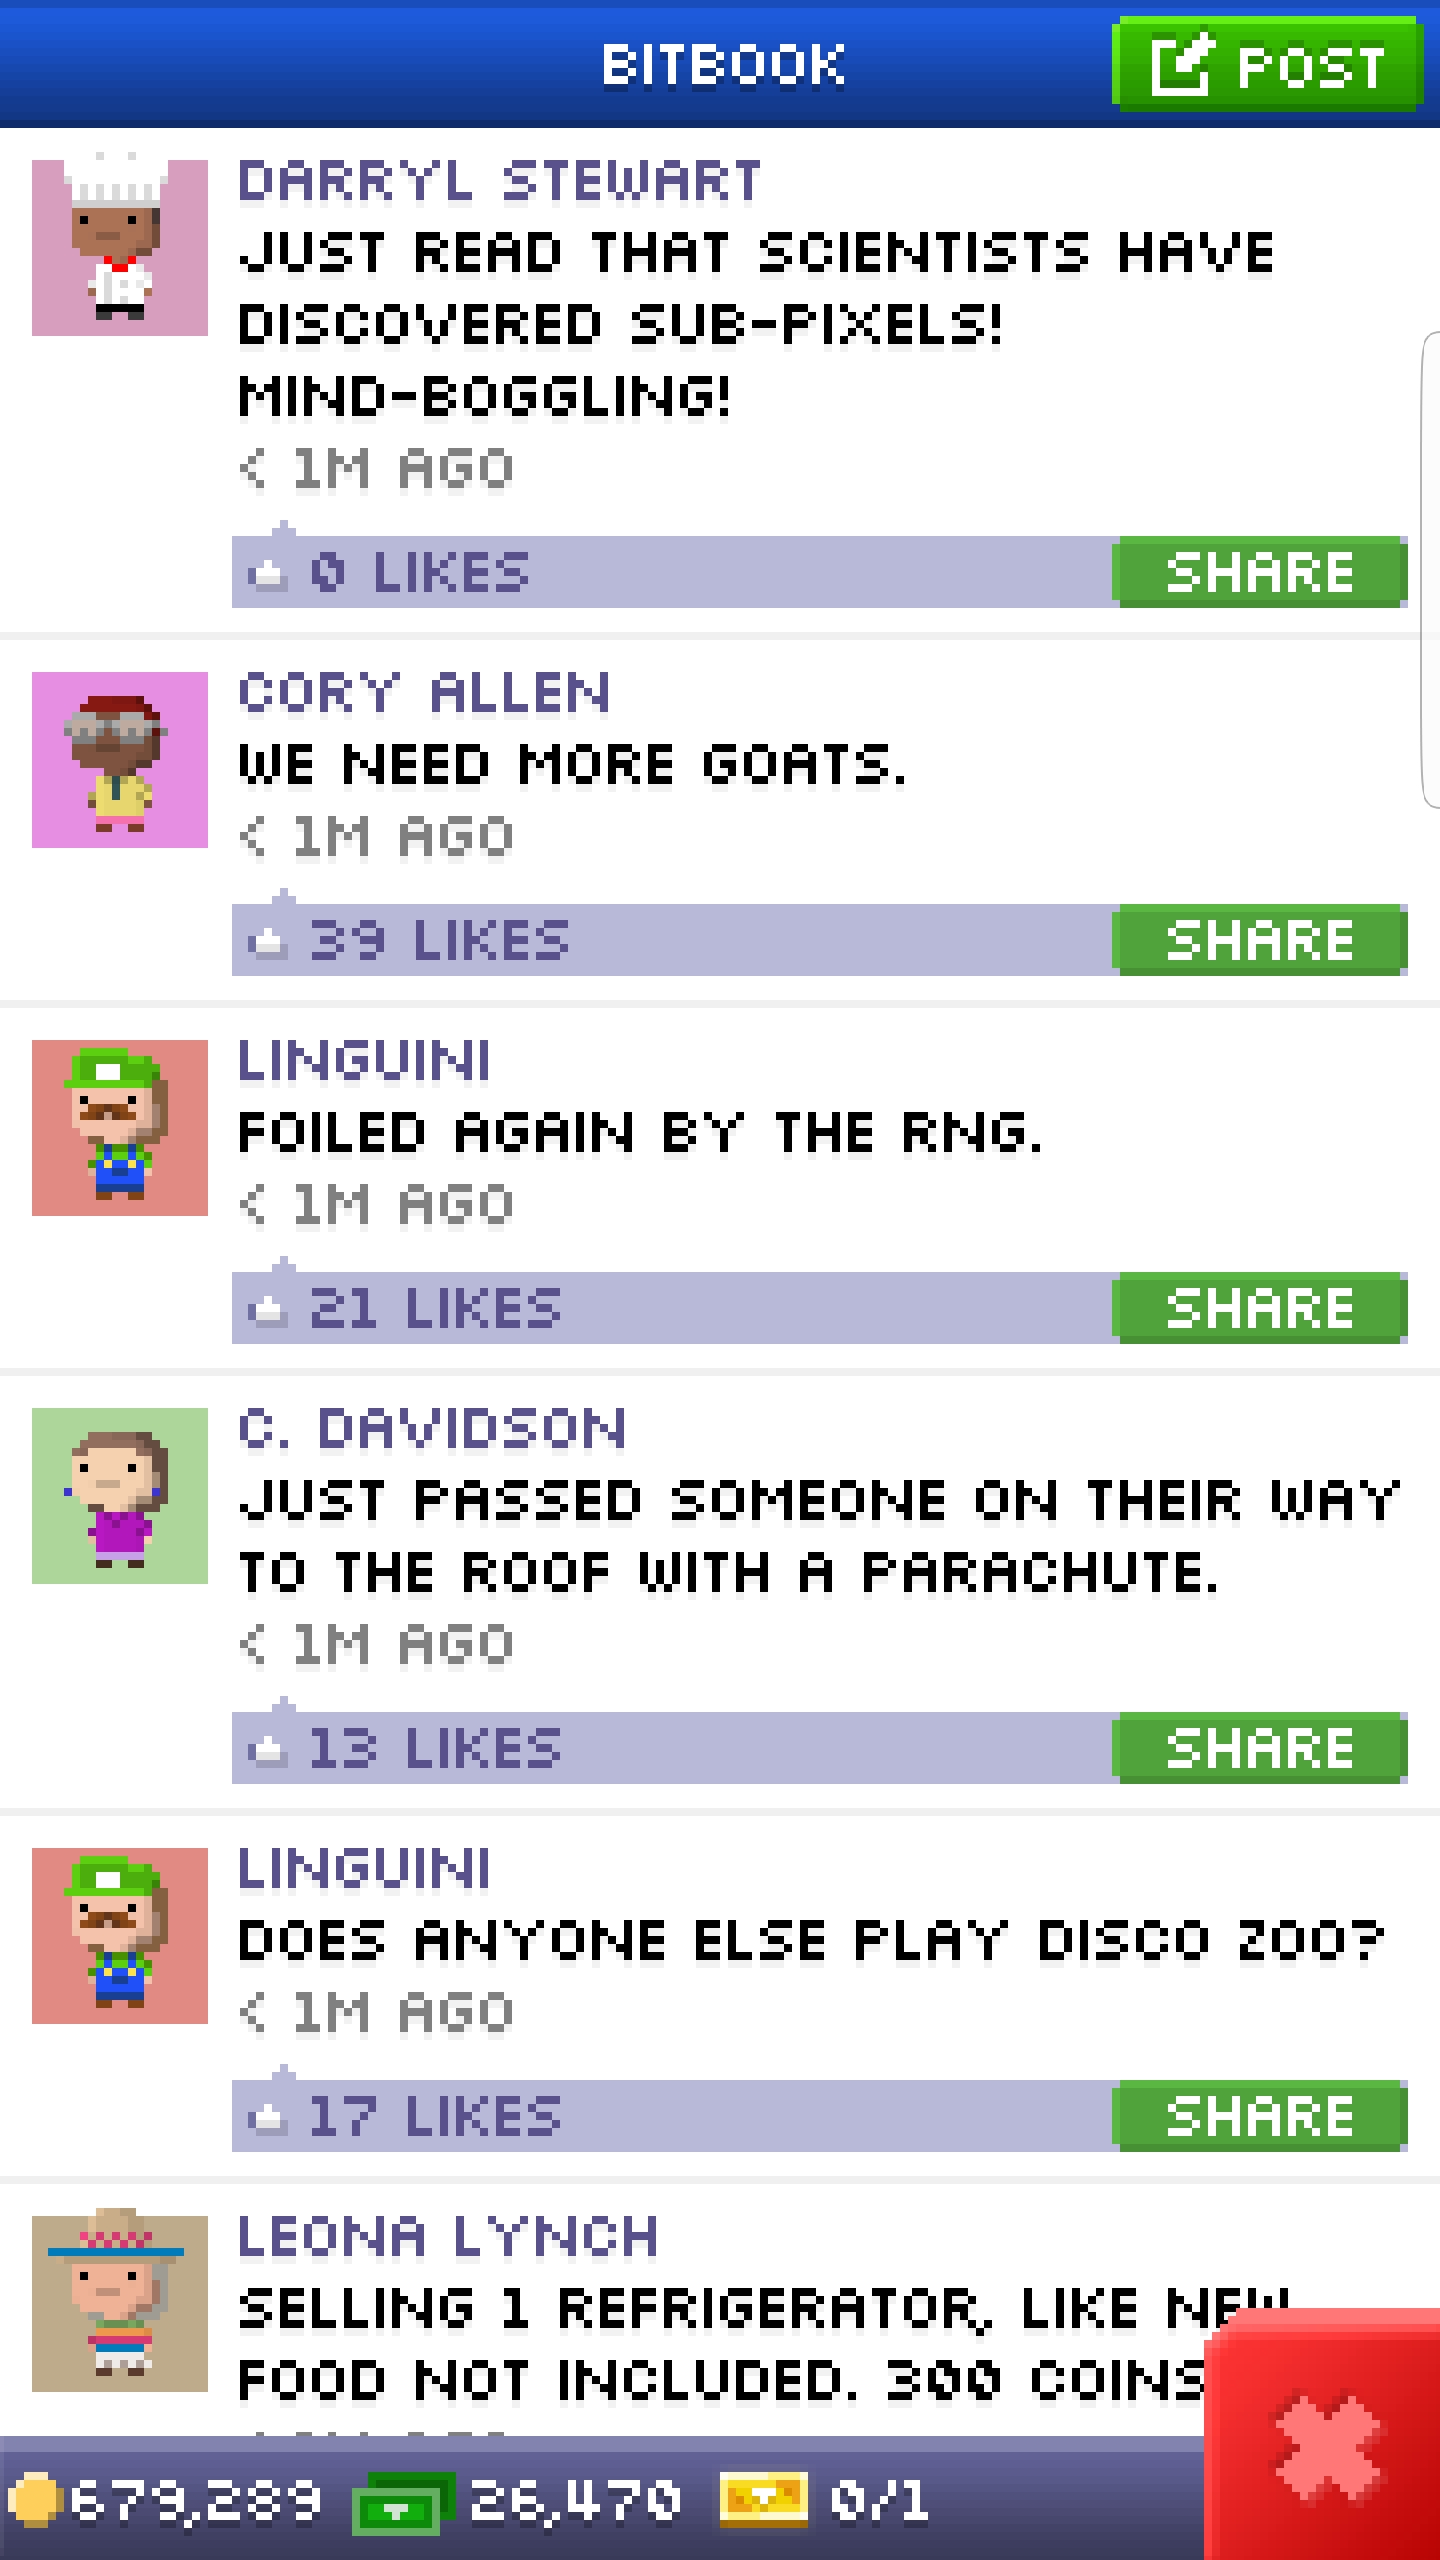 BITBOOK
POST
DARRYL STEWART
JUST READ THAT SCIENTISTS HAVE
DISCOVERED SUB-PIXELS!
MIND-BOGGLING!
< 1M AGO
0 LIKES
SHARE
CORY ALLEN
WE NEED MORE GOATS.
< 1M AGO
39 LIKES
SHARE
LINGUINI
FOILED AGAIN BY THE RNG.
< 1M AGO
21 LIKES
SHARE
C. DAVIDSON
JUST PASSED SOMEONE ON THEIR WAY
TO THE ROOF WITH A PARACHUTE.
< 1M AGO
13 LIKES
SHARE
LINGUINI
DOES ANYONE ELSE PLAY DISCO ZOO?
< 1M AGO
17 LIKES
SHARE
LEONA LYNCH
SELLING 1 REFRIGERATOR, LIKE NEW
FOOD NOT INCLUDED. 300 COINS
679,289 26,470 0/1